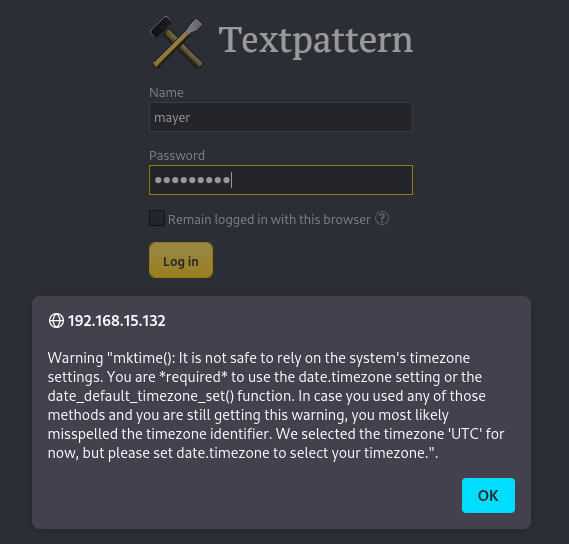 Textpattern
Name
mayer
Password
●●●●●●●●●
Remain logged in with this browser ?
Log in
192.168.15.132
Warning "mktime(): It is not safe to rely on the system's timezone
settings. You are *required* to use the date.timezone setting or the
date_default_timezone_set() function. In case you used any of those
methods and you are still getting this warning, you most likely
misspelled the timezone identifier. We selected the timezone 'UTC' for
now, but please set date.timezone to select your timezone.".
OK